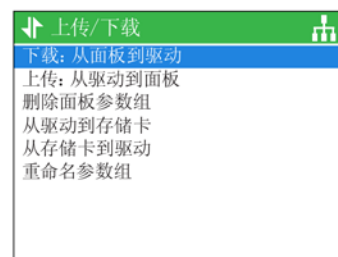 上传/下载
下载: 从面板到驱动
上传: 从驱动到面板
删除面板参数组
从驱动到存储卡
从存储卡到驱动
重命名参数组